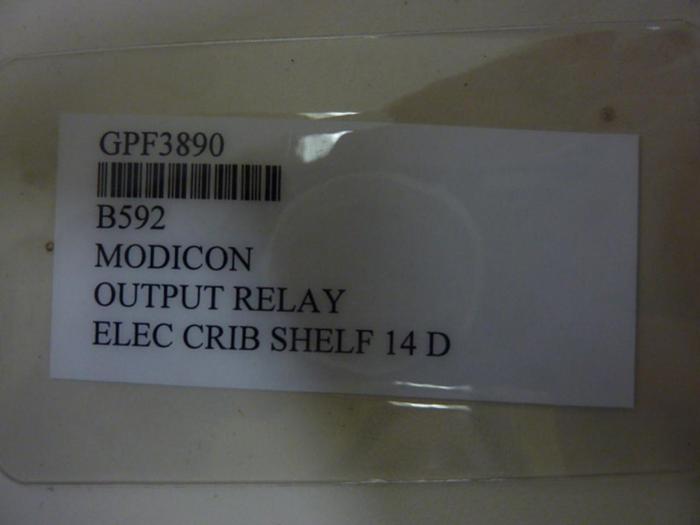 GPF3890
B592
MODICON
OUTPUT RELAY
ELEC CRIB SHELF 14 D